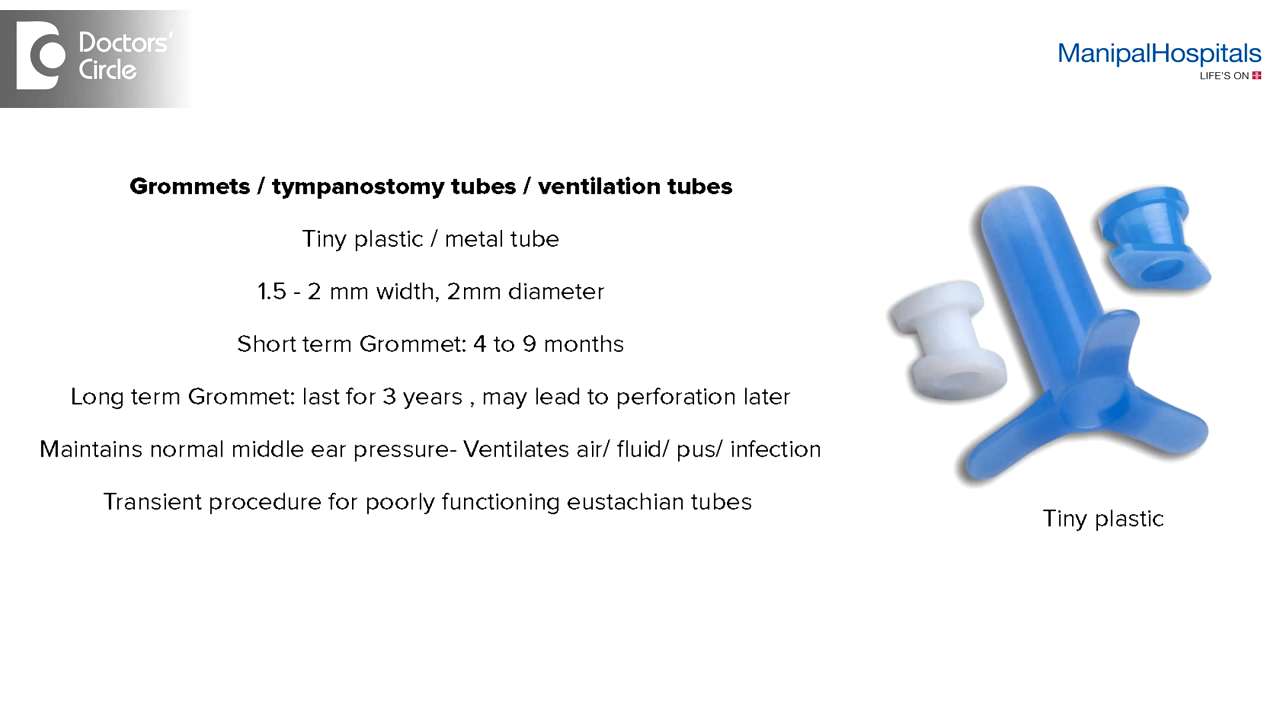 Doctors'
Circle
ManipalHospitals
LIFE'S ON
Grommets / tympanostomy tubes / ventilation tubes
Tiny plastic / metal tube
1.5 - 2 mm width, 2mm diameter
Short term Grommet: 4 to 9 months
Long term Grommet: last for 3 years , may lead to perforation later
Maintains normal middle ear pressure- Ventilates air/ fluid/ pus/ infection
Transient procedure for poorly functioning eustachian tubes
Tiny plastic